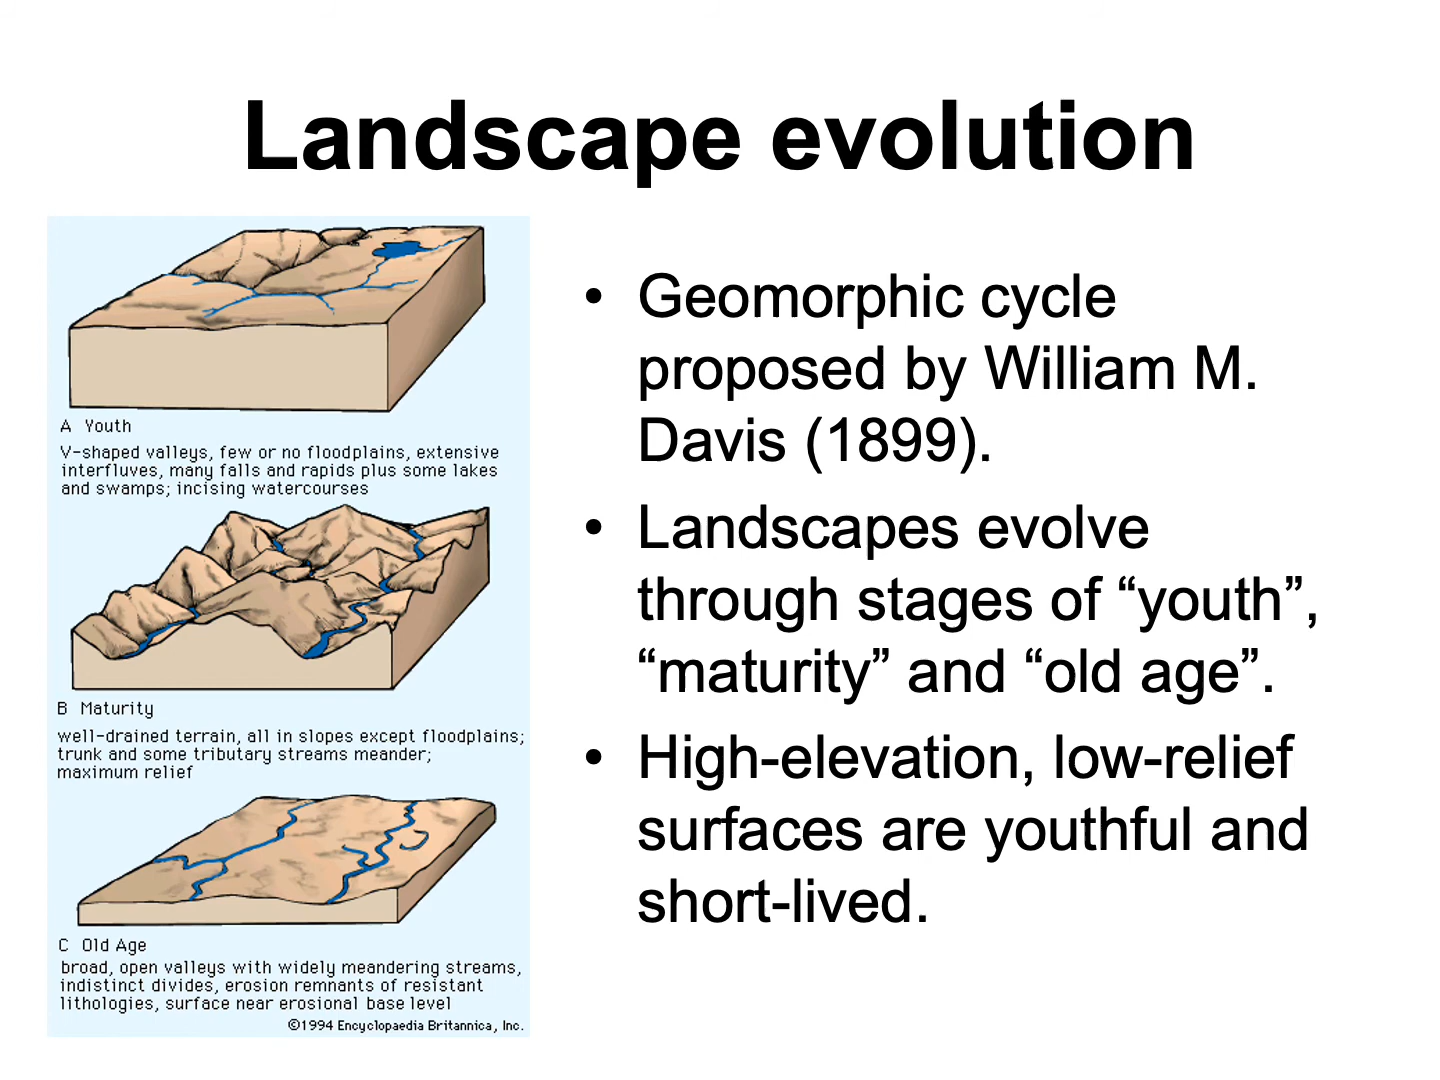 Landscape evolution
A Youth
V-shaped valleys, few or no floodplains, extensive
interfluves, many falls and rapids plus some lakes
and swamps; incising watercourses
B Maturity
well-drained terrain, all in slopes except floodplains;
trunk and some tributary streams meander;
maximum relief
C Old Age
broad, open valleys with widely meandering streams,
indistinct divides, erosion remnants of resistant
lithologies, surface near erosional base level
©1994 Encyclopaedia Britannica, Inc.
• Geomorphic cycle
proposed by William M.
Davis (1899).
• Landscapes evolve
through stages of “youth”,
“maturity” and “old age”.
• High-elevation, low-relief
surfaces are youthful and
short-lived.